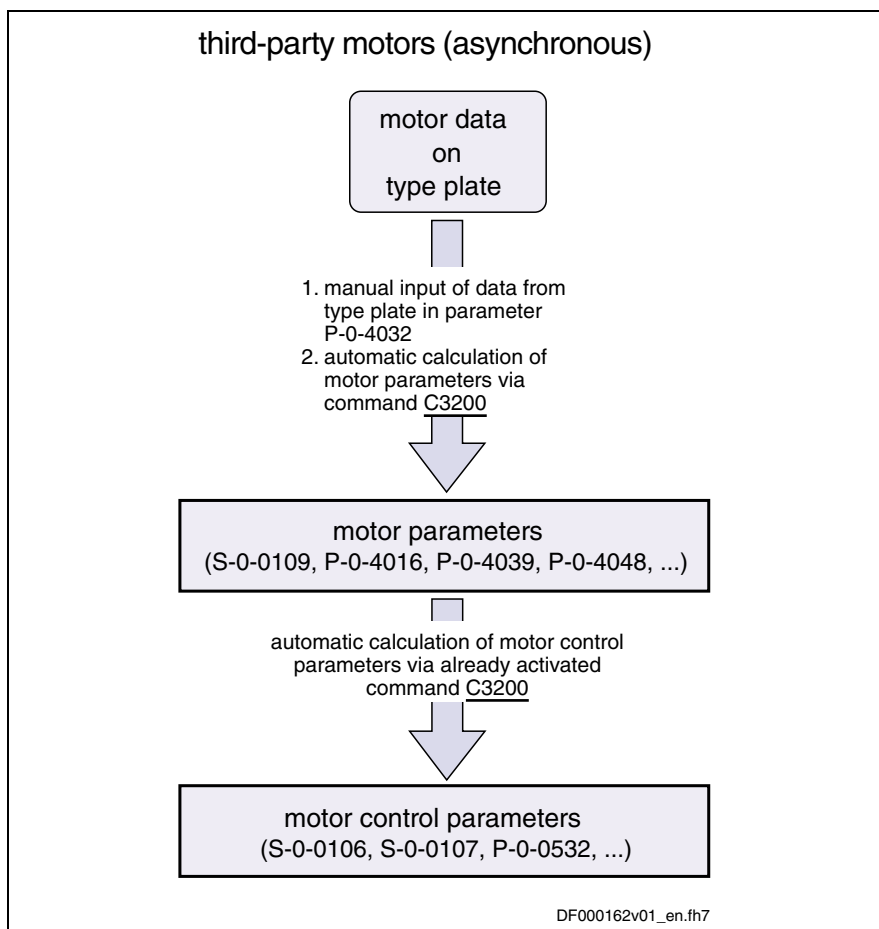 third-party motors (asynchronous)
motor data
on
type plate
1. manual input of data from
type plate in parameter
P-0-4032
2. automatic calculation of
motor parameters via
command C3200
motor parameters
(S-0-0109, P-0-4016, P-0-4039, P-0-4048, ...)
automatic calculation of motor control
parameters via already activated
command C3200
motor control parameters
(S-0-0106, S-0-0107, P-0-0532, ...)
DF000162v01_en.fh7